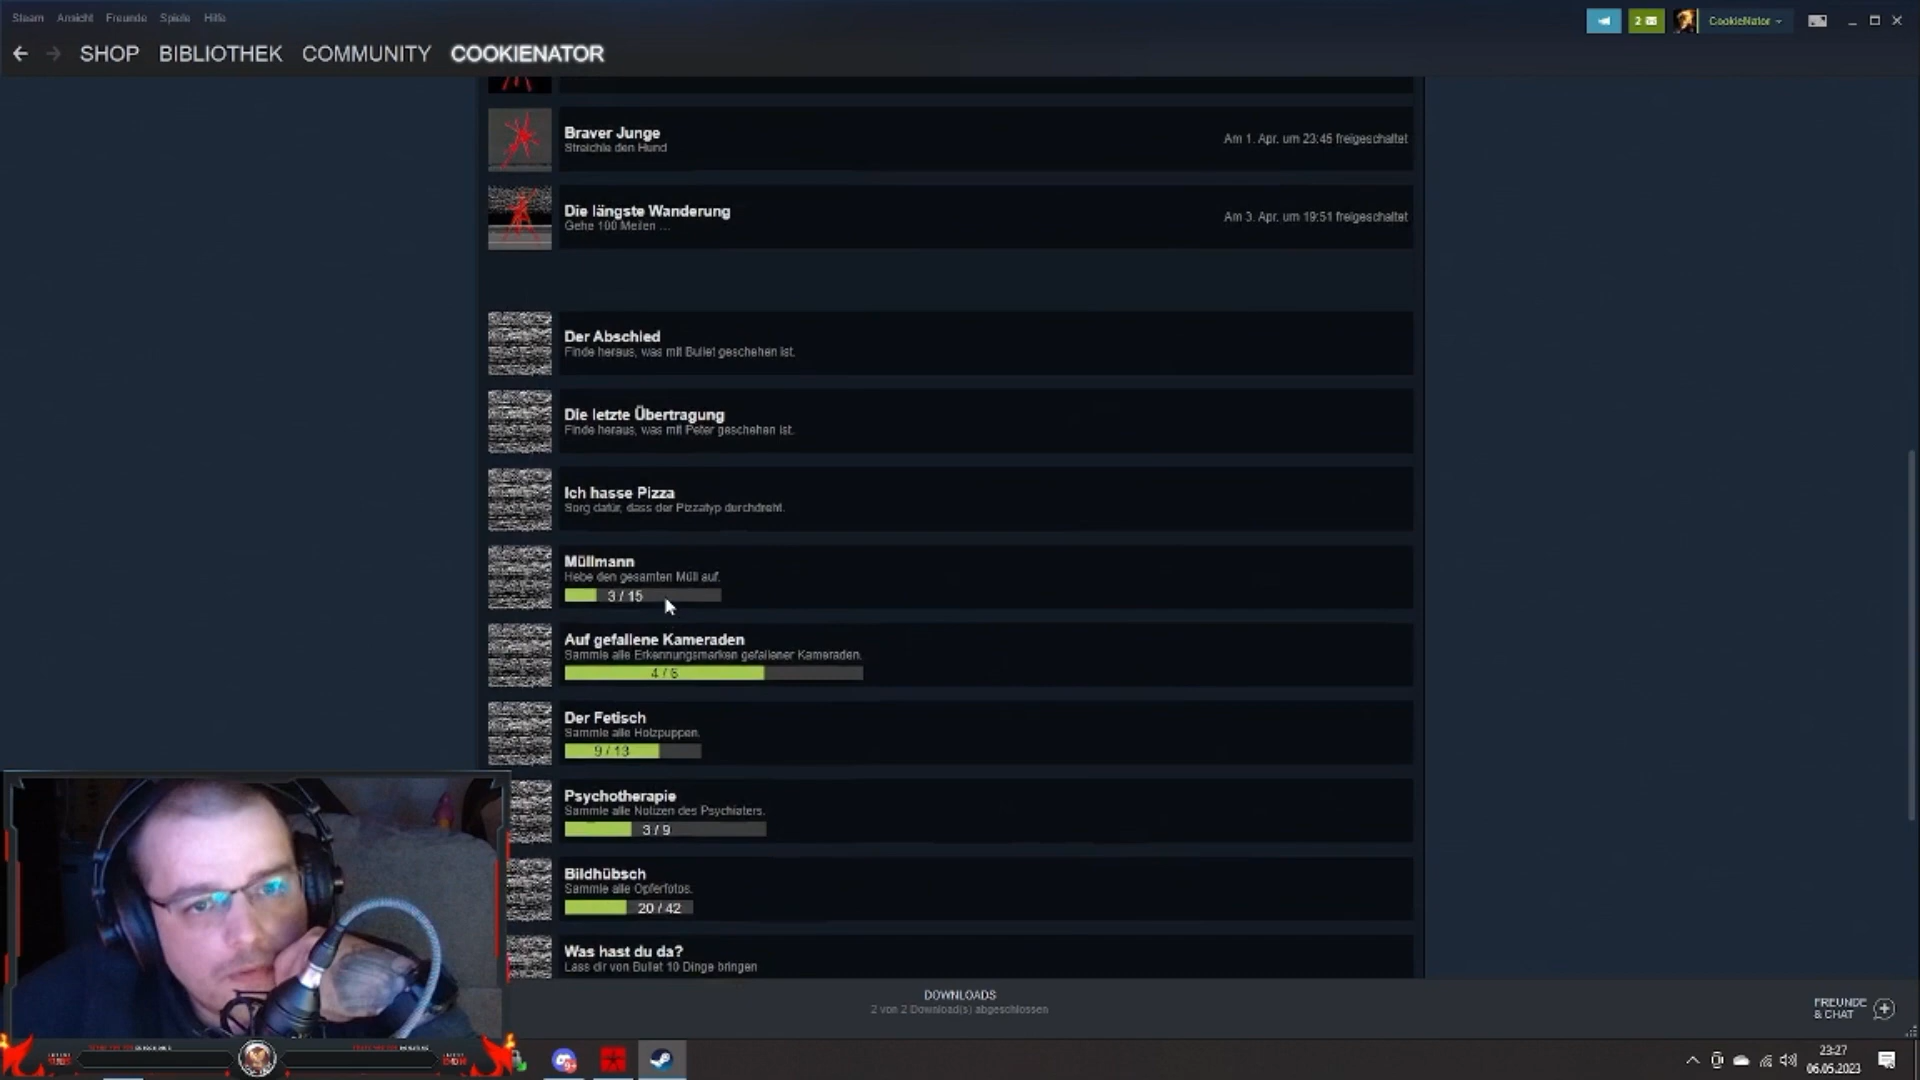 Steam Ansicht Freunde Spiele Hilfe
2
CookieNator
SHOP BIBLIOTHEK COMMUNITY COOKIENATOR
Braver Junge
Streichle den Hund
Am 1. Apr. um 23:45 freigeschaltet
Die längste Wanderung
Gehe 100 Meilen ...
Am 3. Apr. um 19:51 freigeschaltet
Der Abschied
Finde heraus, was mit Bullet geschehen ist.
Die letzte Übertragung
Finde heraus, was mit Peter geschehen ist.
Ich hasse Pizza
Sorg dafür, dass der Pizzatyp durchdreht.
Müllmann
Hebe den gesamten Müll auf.
3 / 15
Auf gefallene Kameraden
Sammle alle Erkennungsmarken gefallener Kameraden.
4 / 6
Der Fetisch
Sammle alle Holzpuppen.
9 / 13
Psychotherapie
Sammle alle Notizen des Psychiaters.
3 / 9
Bildhübsch
Sammle alle Opferfotos.
20 / 42
Was hast du da?
Lass dir von Bullet 10 Dinge bringen
DOWNLOADS
2 von 2 Download(s) abgeschlossen
FREUNDE
& CHAT
23:27
06.05.2023